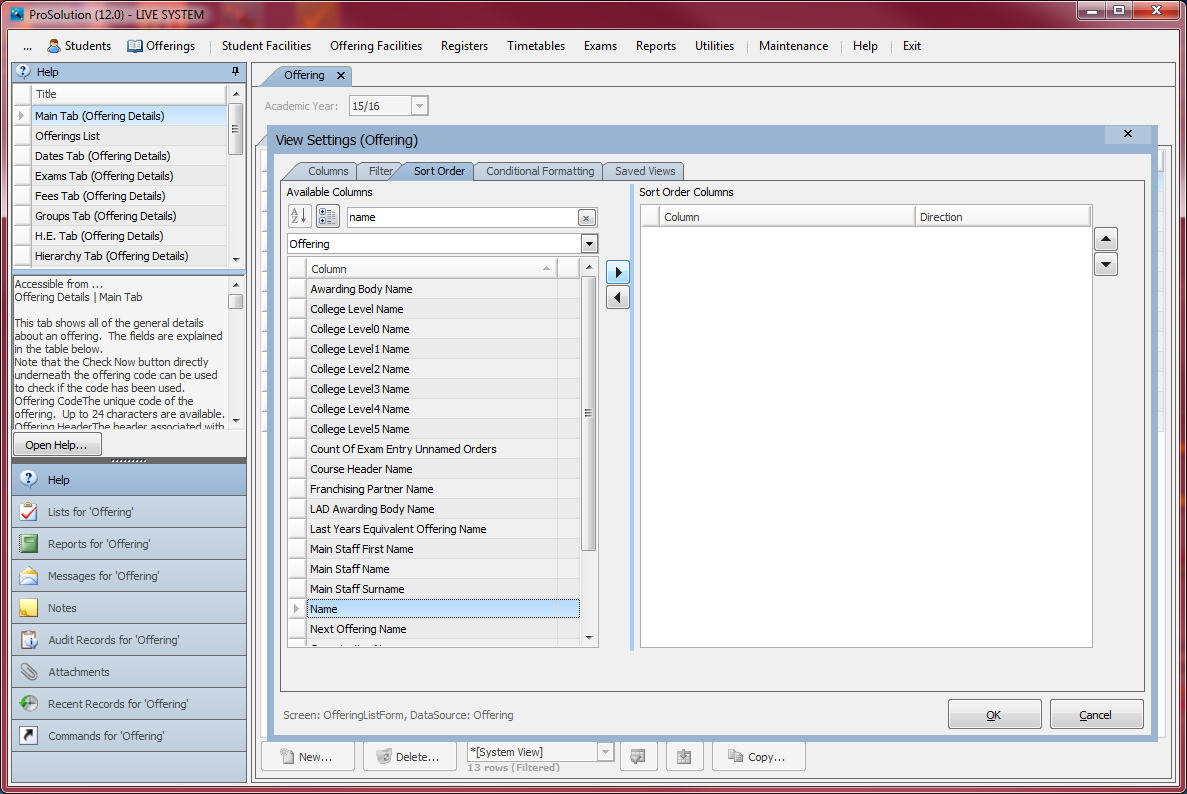 ProSolution (12.0) - LIVE SYSTEM
... Students Offerings Student Facilities Offering Facilities Registers Timetables Exams Reports Utilities Maintenance Help Exit
Help
Title
Main Tab (Offering Details)
Offerings List
Dates Tab (Offering Details)
Exams Tab (Offering Details)
Fees Tab (Offering Details)
Groups Tab (Offering Details)
H.E. Tab (Offering Details)
Hierarchy Tab (Offering Details)
Accessible from ...
Offering Details | Main Tab
This tab shows all of the general details
about an offering. The fields are explained
in the table below.
Note that the Check Now button directly
underneath the offering code can be used
to check if the code has been used.
Offering CodeThe unique code of the
offering. Up to 24 characters are available.
Offering HeaderThe header associated with
Open Help...
Help
Lists for 'Offering'
Reports for 'Offering'
Messages for 'Offering'
Notes
Audit Records for 'Offering'
Attachments
Recent Records for 'Offering'
Commands for 'Offering'
Offering
Academic Year: 15/16
View Settings (Offering)
Columns Filter Sort Order Conditional Formatting Saved Views
Available Columns
name
Offering
Column
Awarding Body Name
College Level Name
College Level0 Name
College Level1 Name
College Level2 Name
College Level3 Name
College Level4 Name
College Level5 Name
Count Of Exam Entry Unnamed Orders
Course Header Name
Franchising Partner Name
LAD Awarding Body Name
Last Years Equivalent Offering Name
Main Staff First Name
Main Staff Name
Main Staff Surname
Name
Next Offering Name
Sort Order Columns
Column Direction
Screen: OfferingListForm, DataSource: Offering
OK Cancel
New... Delete... *[System View] Copy...
13 rows (Filtered)